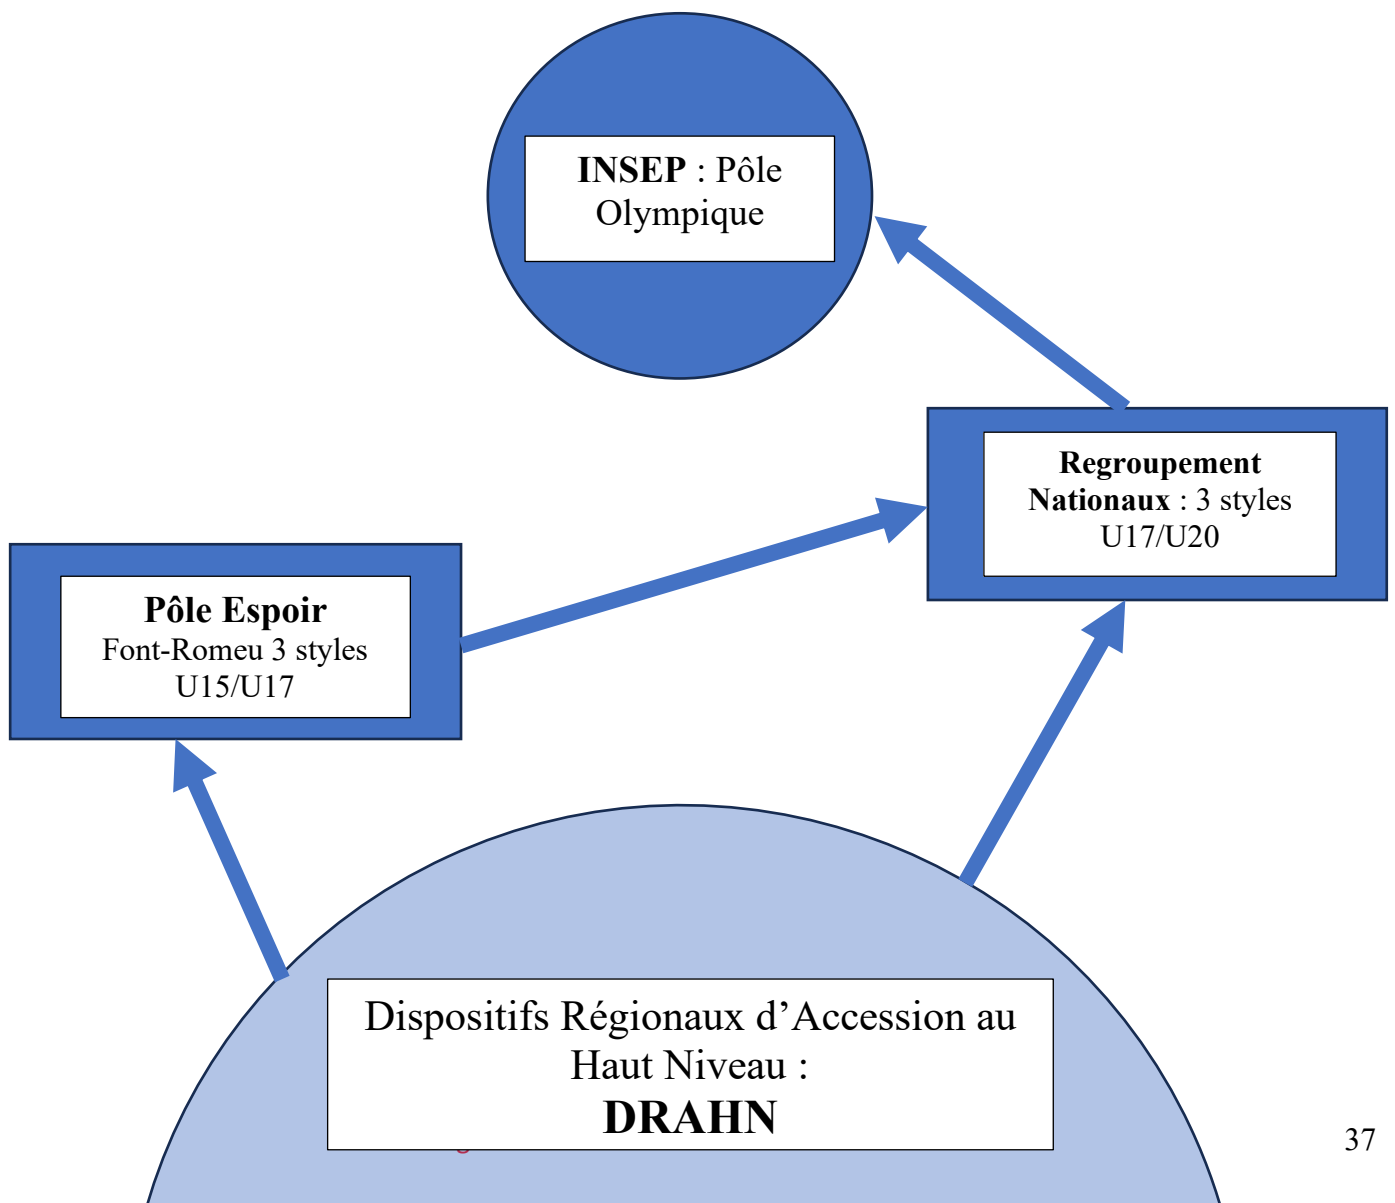 INSEP : Pôle
Olympique
Regroupement
Nationaux : 3 styles
U17/U20
Pôle Espoir
Font-Romeu 3 styles
U15/U17
Dispositifs Régionaux d’Accession au
Haut Niveau :
DRAHN
37